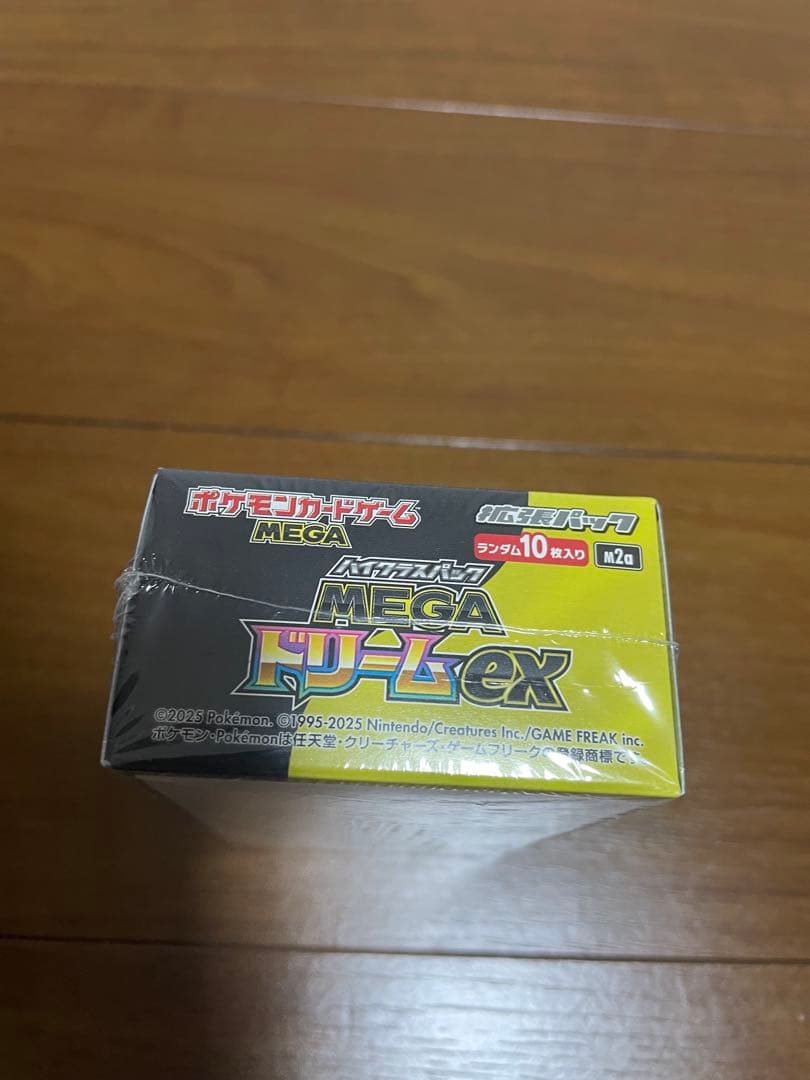 ポケモンカードゲーム
MEGA
拡張パック
ランダム10枚入り M2a
ハイクラスパック
MEGA
ドリームex
©2025 Pokémon. ©1995-2025 Nintendo/Creatures Inc./GAME FREAK inc.
ポケモン・Pokémonは任天堂・クリーチャーズ・ゲームフリークの登録商標です。